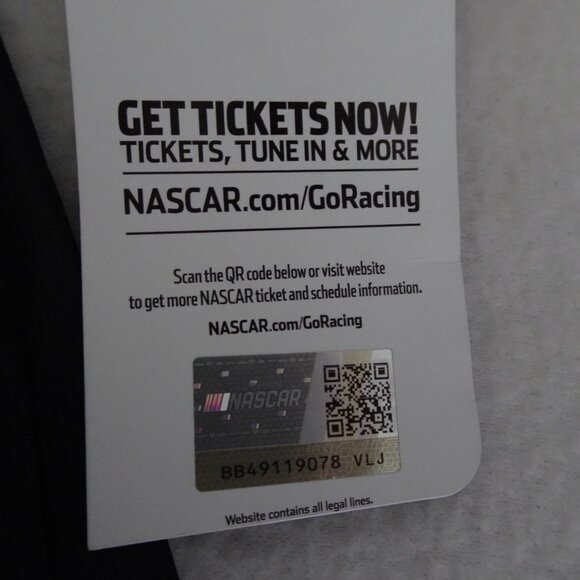 GET TICKETS NOW!
TICKETS, TUNE IN & MORE
NASCAR.com/GoRacing
Scan the QR code below or visit website
to get more NASCAR ticket and schedule information.
NASCAR.com/GoRacing
NASCAR
BB49119078 VLJ
Website contains all legal lines.